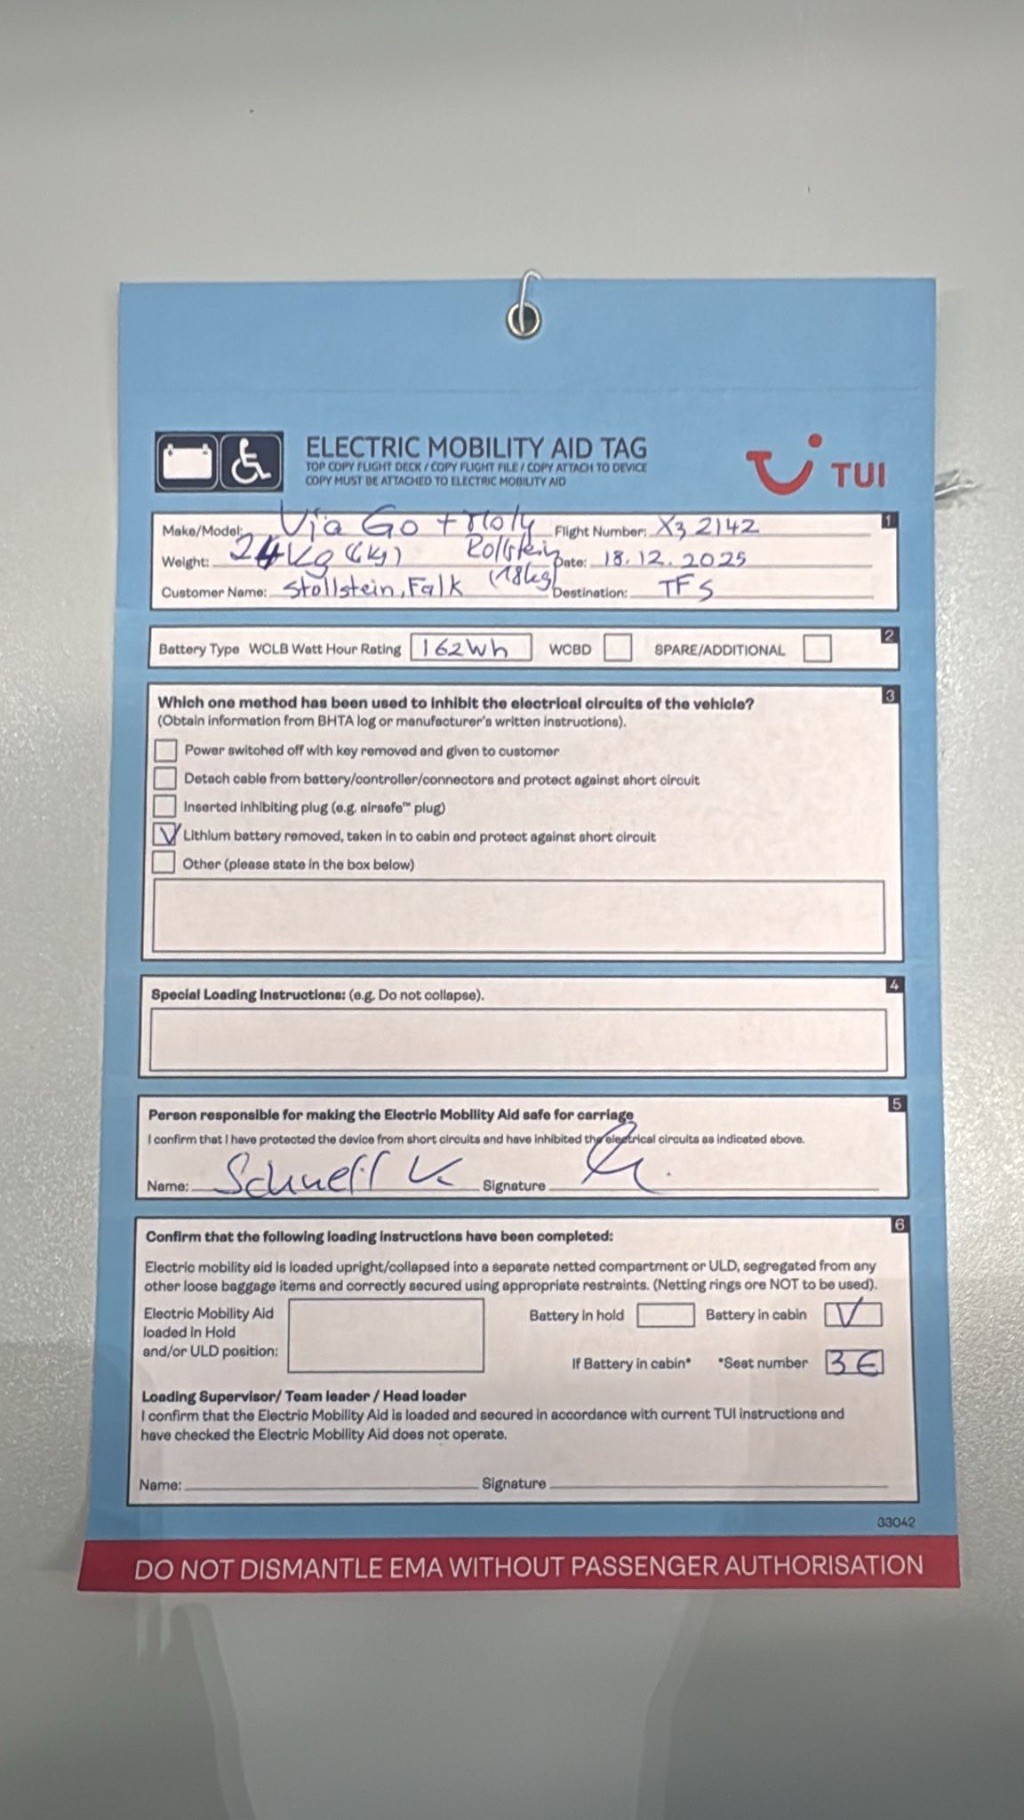 ELECTRIC MOBILITY AID TAG
TOP COPY FLIGHT DECK / COPY FLIGHT FILE / COPY ATTACH TO DEVICE
COPY MUST BE ATTACHED TO ELECTRIC MOBILITY AID
TUI
1
Make/Model: Via Go + Flight Number: X3 2142
Weight: 24kg Date: 18.12.2025
(18kg)
Customer Name: Stollstein, Falk Destination: TFS
2
Battery Type WCLB Watt Hour Rating 162Wh WCBD SPARE/ADDITIONAL
3
Which one method has been used to inhibit the electrical circuits of the vehicle?
(Obtain information from BHTA log or manufacturer's written instructions).
Power switched off with key removed and given to customer
Detach cable from battery/controller/connectors and protect against short circuit
Inserted inhibiting plug (e.g. airsafe™ plug)
V Lithium battery removed, taken in to cabin and protect against short circuit
Other (please state in the box below)
4
Special Loading Instructions: (e.g. Do not collapse).
5
Person responsible for making the Electric Mobility Aid safe for carriage
I confirm that I have protected the device from short circuits and have inhibited the electrical circuits as indicated above.
Name: Schnell K Signature
6
Confirm that the following loading instructions have been completed:
Electric mobility aid is loaded upright/collapsed into a separate netted compartment or ULD, segregated from any
other loose baggage items and correctly secured using appropriate restraints. (Netting rings are NOT to be used).
Electric Mobility Aid
loaded in Hold
and/or ULD position:
Battery in hold Battery in cabin V
If Battery in cabin* *Seat number 3E
Loading Supervisor/ Team leader / Head loader
I confirm that the Electric Mobility Aid is loaded and secured in accordance with current TUI instructions and
have checked the Electric Mobility Aid does not operate.
Name: Signature
33042
DO NOT DISMANTLE EMA WITHOUT PASSENGER AUTHORISATION